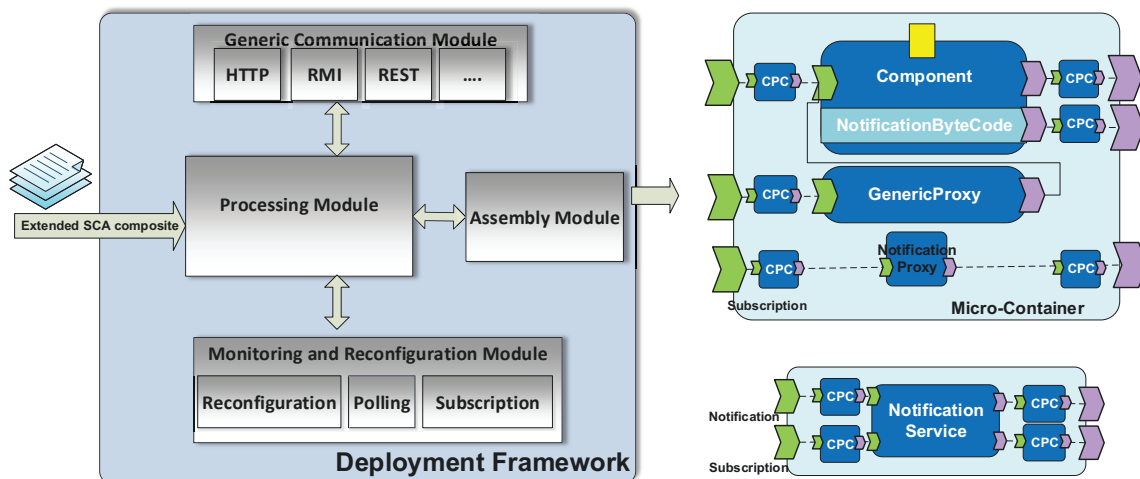 Generic Communication Module
HTTP
RMI
REST
....
Extended SCA composite
Processing Module
Assembly Module
Monitoring and Reconfiguration Module
Reconfiguration
Polling
Subscription
Deployment Framework
CPC
Component
CPC
NotificationByteCode
CPC
CPC
GenericProxy
CPC
Notification
Proxy
CPC
Subscription
Micro-Container
CPC
CPC
Notification
Notification
Service
CPC
CPC
Subscription